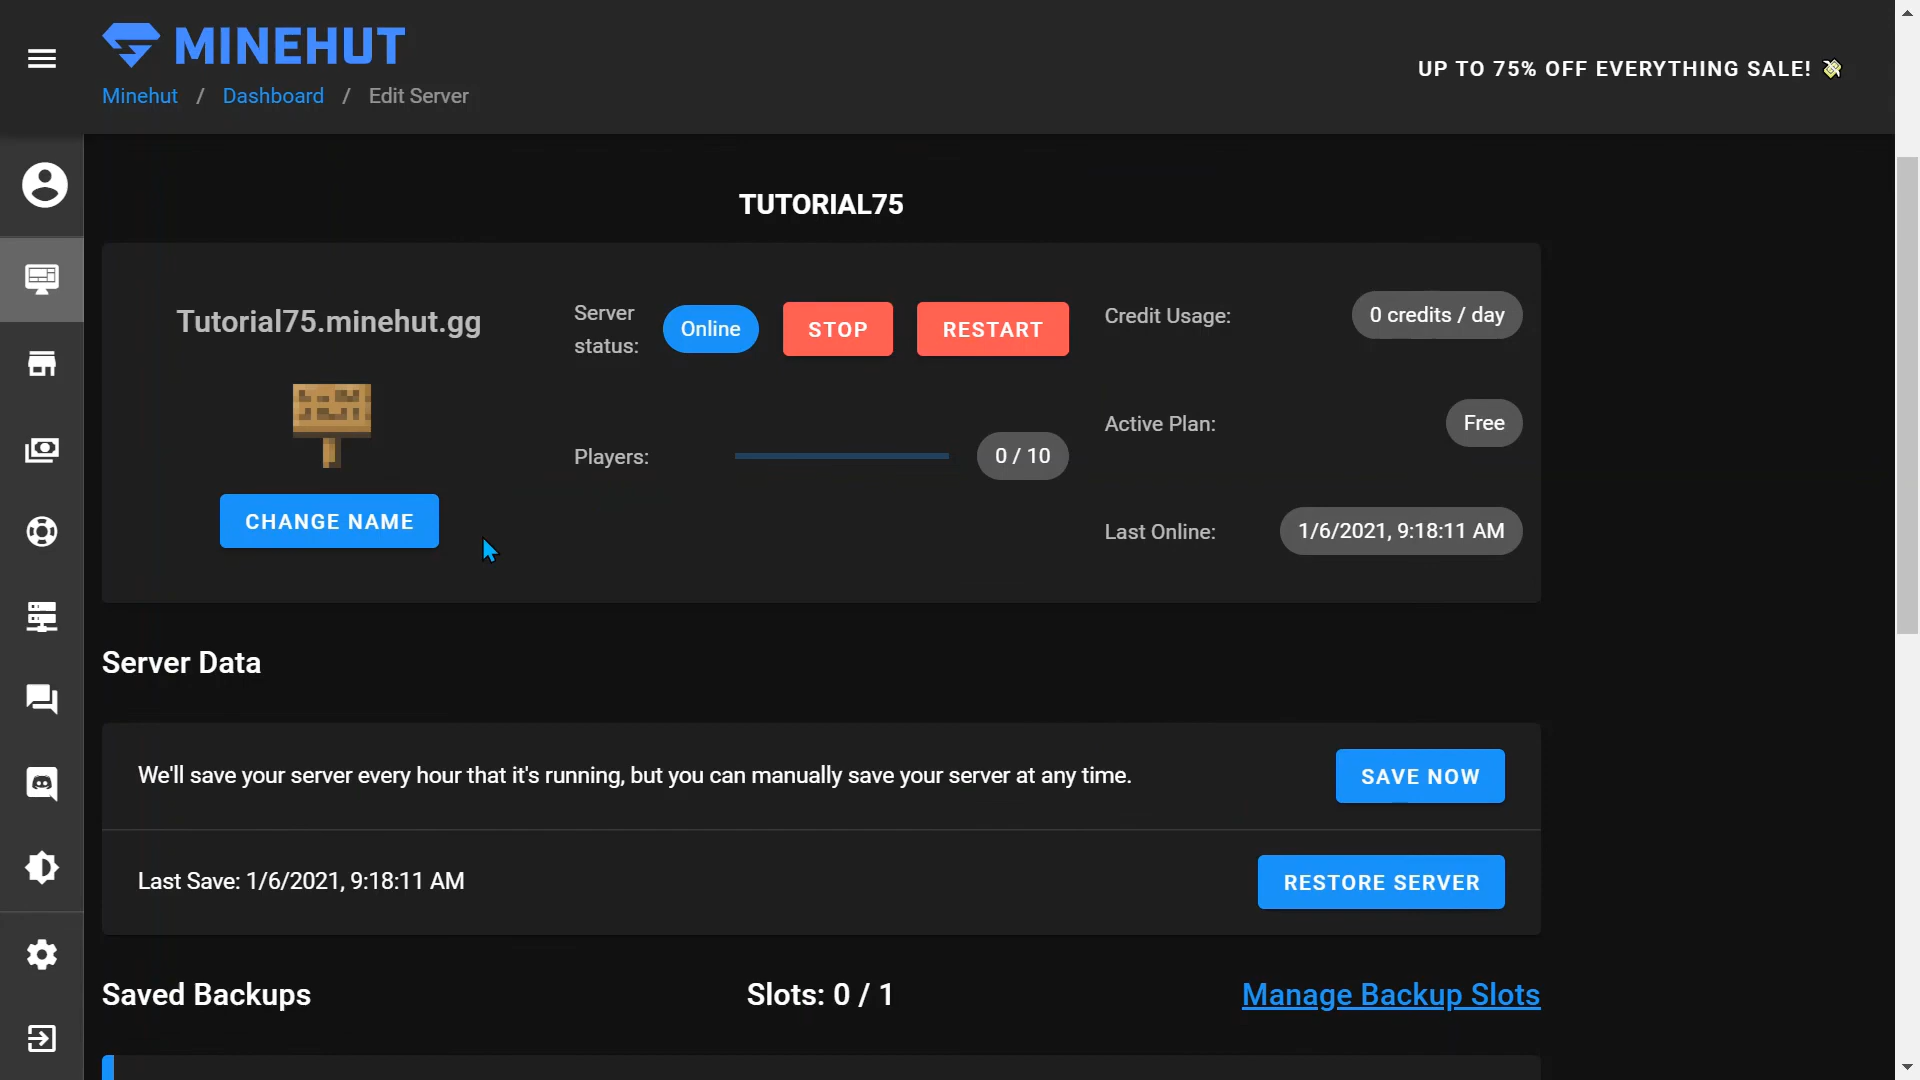 MINEHUT
UP TO 75% OFF EVERYTHING SALE!
Minehut / Dashboard / Edit Server
TUTORIAL75
Tutorial75.minehut.gg
Server status:
Online
STOP
RESTART
Credit Usage:
0 credits / day
Players:
0 / 10
Active Plan:
Free
CHANGE NAME
Last Online:
1/6/2021, 9:18:11 AM
Server Data
We'll save your server every hour that it's running, but you can manually save your server at any time.
SAVE NOW
Last Save: 1/6/2021, 9:18:11 AM
RESTORE SERVER
Saved Backups
Slots: 0 / 1
Manage Backup Slots